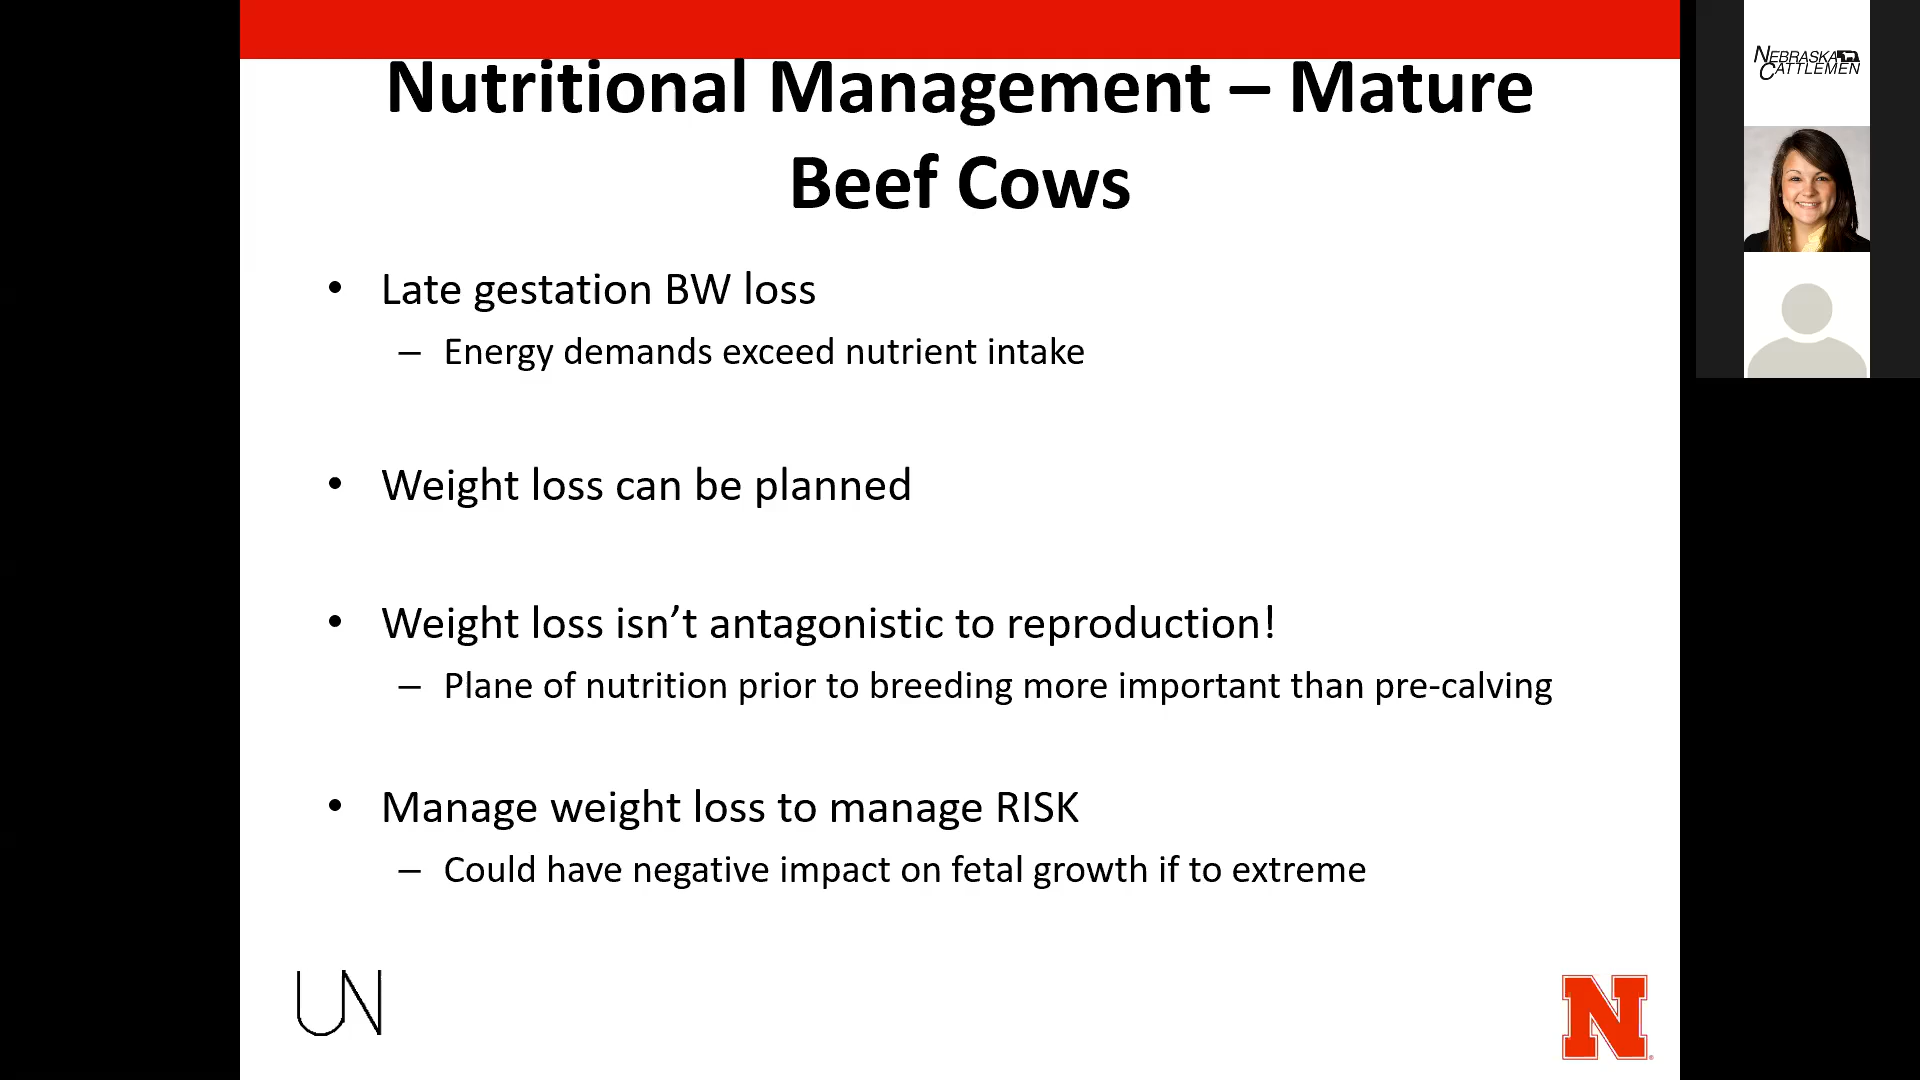 Nutritional Management – Mature
Beef Cows
• Late gestation BW loss
– Energy demands exceed nutrient intake
• Weight loss can be planned
• Weight loss isn’t antagonistic to reproduction!
– Plane of nutrition prior to breeding more important than pre-calving
• Manage weight loss to manage RISK
– Could have negative impact on fetal growth if to extreme
UN
N
NEBRASKA
CATTLEMEN